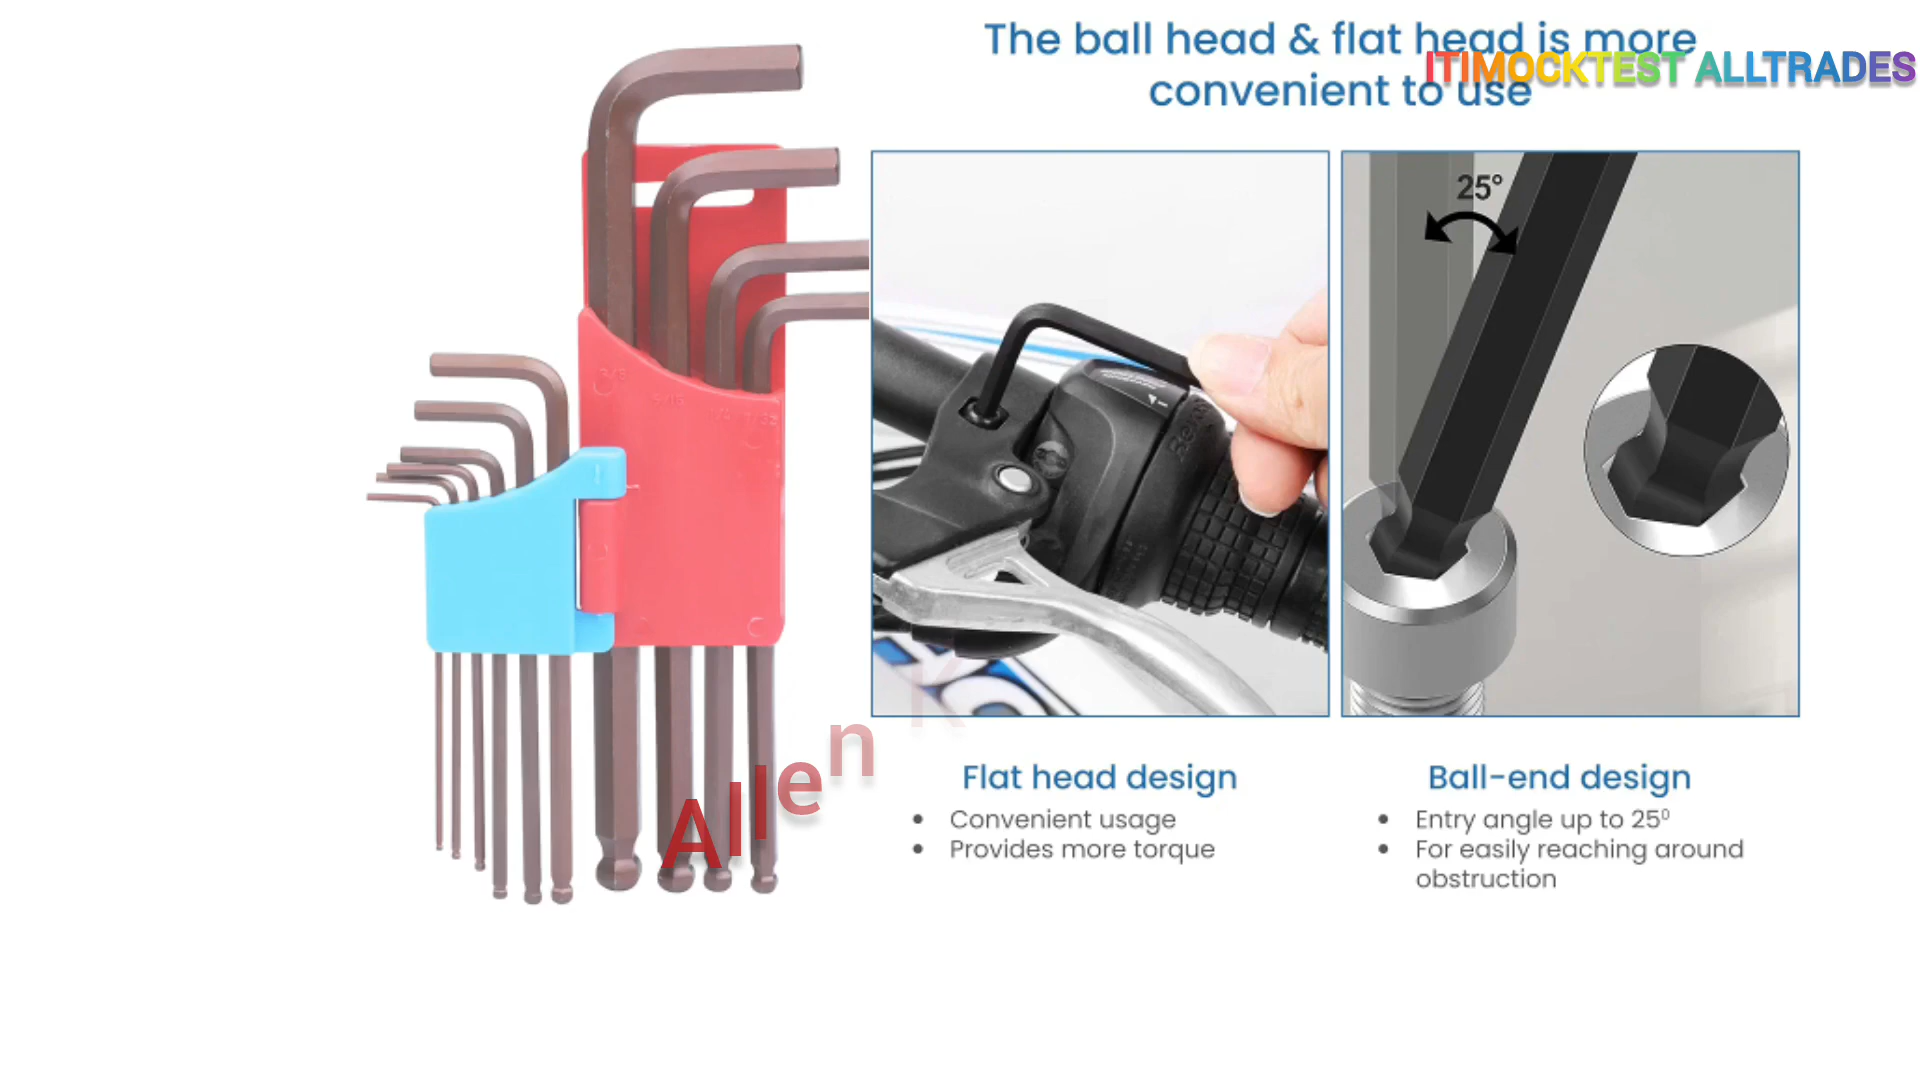 The ball head & flat head is more
convenient to use
ITIMOCKTEST ALLTRADES
25°
Allen K
Flat head design
• Convenient usage
• Provides more torque
Ball-end design
• Entry angle up to 25⁰
• For easily reaching around
obstruction